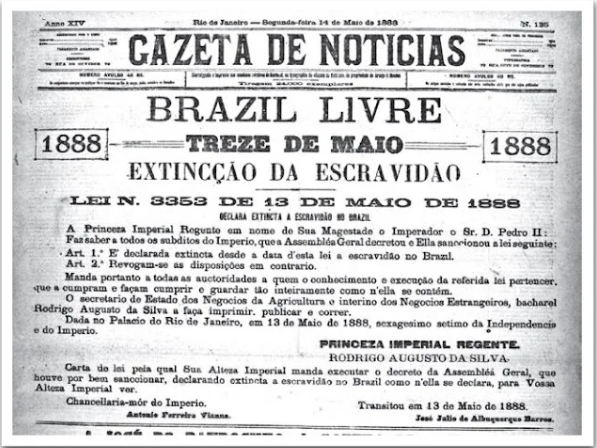 Anno XIV
Rio de Janeiro — Segunda-feira 14 de Maio de 1888
N. 135
GAZETA DE NOTICIAS
NUMERO AVULSO 40 RS.
Tiragem 24.000 exemplares
NUMERO AVULSO 40 RS.
BRAZIL LIVRE
1888
TREZE DE MAIO
1888
EXTINCÇÃO DA ESCRAVIDÃO
LEI N. 3353 DE 13 DE MAIO DE 1888
DECLARA EXTINCTA A ESCRAVIDÃO NO BRAZIL
A Princeza Imperial Regente em nome de Sua Magestade o Imperador o Sr. D. Pedro II:
Faz saber a todos os subditos do Imperio, que a Assembléa Geral decretou e Ella sanccionou a lei seguinte:
Art. 1.º E' declarada extincta desde a data d'esta lei a escravidão no Brazil.
Art. 2.º Revogam-se as disposições em contrario.
Manda portanto a todas as autoridades a quem o conhecimento e execução da referida lei pertencer,
que a cumpram e façam cumprir e guardar tão inteiramente como n'ella se contém.
O secretario de Estado dos Negocios da Agricultura e interino dos Negocios Estrangeiros, bacharel
Rodrigo Augusto da Silva a faça imprimir, publicar e correr.
Dada no Palacio do Rio de Janeiro, em 13 de Maio de 1888, sexagesimo setimo da Independencia
e do Imperio.
PRINCEZA IMPERIAL REGENTE.
RODRIGO AUGUSTO DA SILVA.
Carta de lei pela qual Sua Alteza Imperial manda executar o decreto da Assembléa Geral, que
houve por bem sanccionar, declarando extincta a escravidão no Brazil como n'ella se declara, para Vossa
Alteza Imperial ver.
Chancellaria-mór do Imperio.
Transitou em 13 de Maio de 1888.
Antonio Ferreira Vianna.
José Julio de Albuquerque Barros.